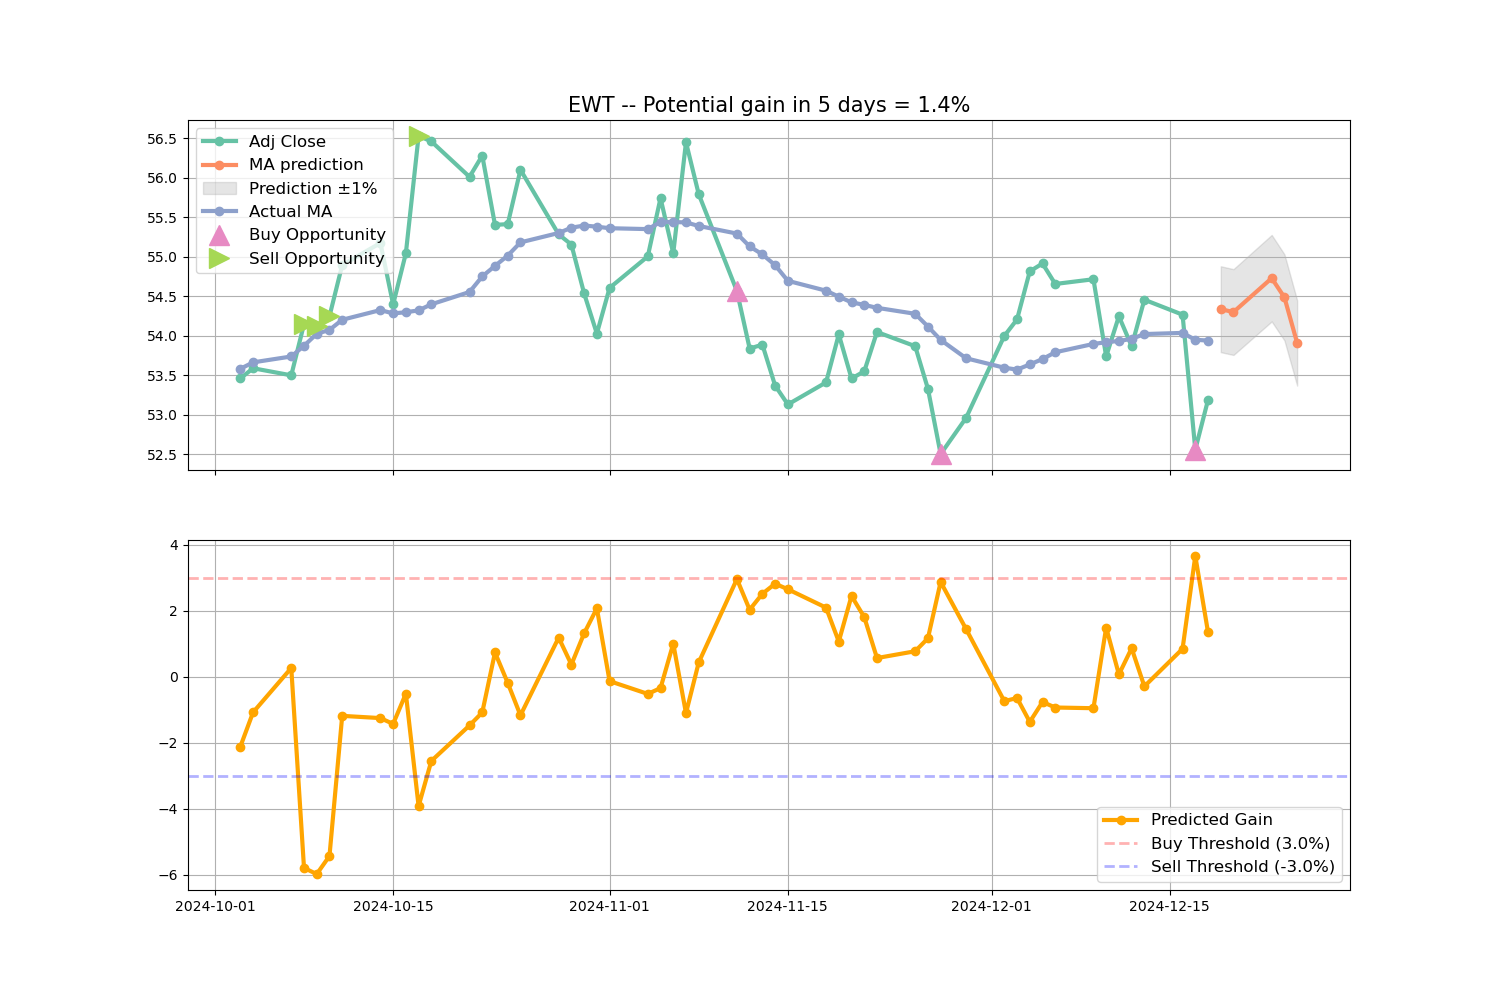 EWT -- Potential gain in 5 days = 1.4%
56.5
56.0
55.5
55.0
54.5
54.0
53.5
53.0
52.5
Adj Close
MA prediction
Prediction ±1%
Actual MA
Buy Opportunity
Sell Opportunity
4
2
0
−2
−4
−6
Predicted Gain
Buy Threshold (3.0%)
Sell Threshold (-3.0%)
2024-10-01 2024-10-15 2024-11-01 2024-11-15 2024-12-01 2024-12-15